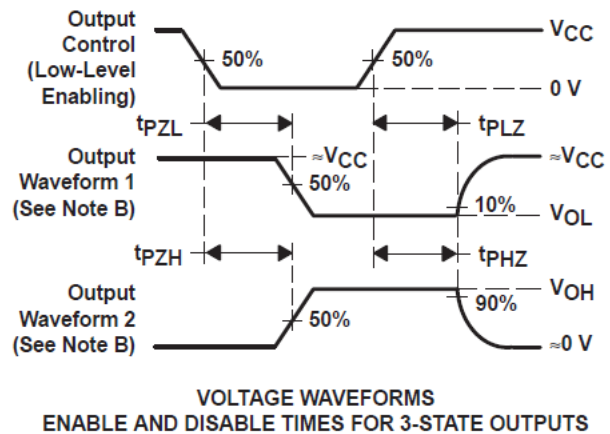 Output
Control
(Low-Level
Enabling)
50%
50%
VCC
0 V
tPZL
tPLZ
Output
Waveform 1
(See Note B)
≈VCC
50%
10%
≈VCC
VOL
tPZH
tPHZ
Output
Waveform 2
(See Note B)
50%
90%
VOH
≈0 V
VOLTAGE WAVEFORMS
ENABLE AND DISABLE TIMES FOR 3-STATE OUTPUTS